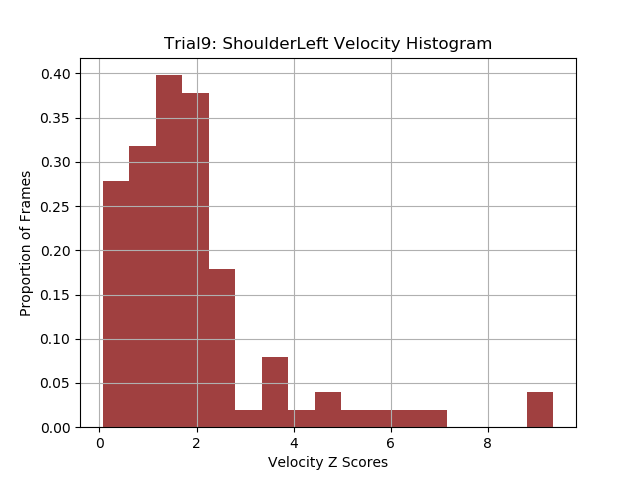 Trial9: ShoulderLeft Velocity Histogram
0.40
0.35
0.30
0.25
0.20
0.15
0.10
0.05
0.00
Proportion of Frames
0 2 4 6 8
Velocity Z Scores